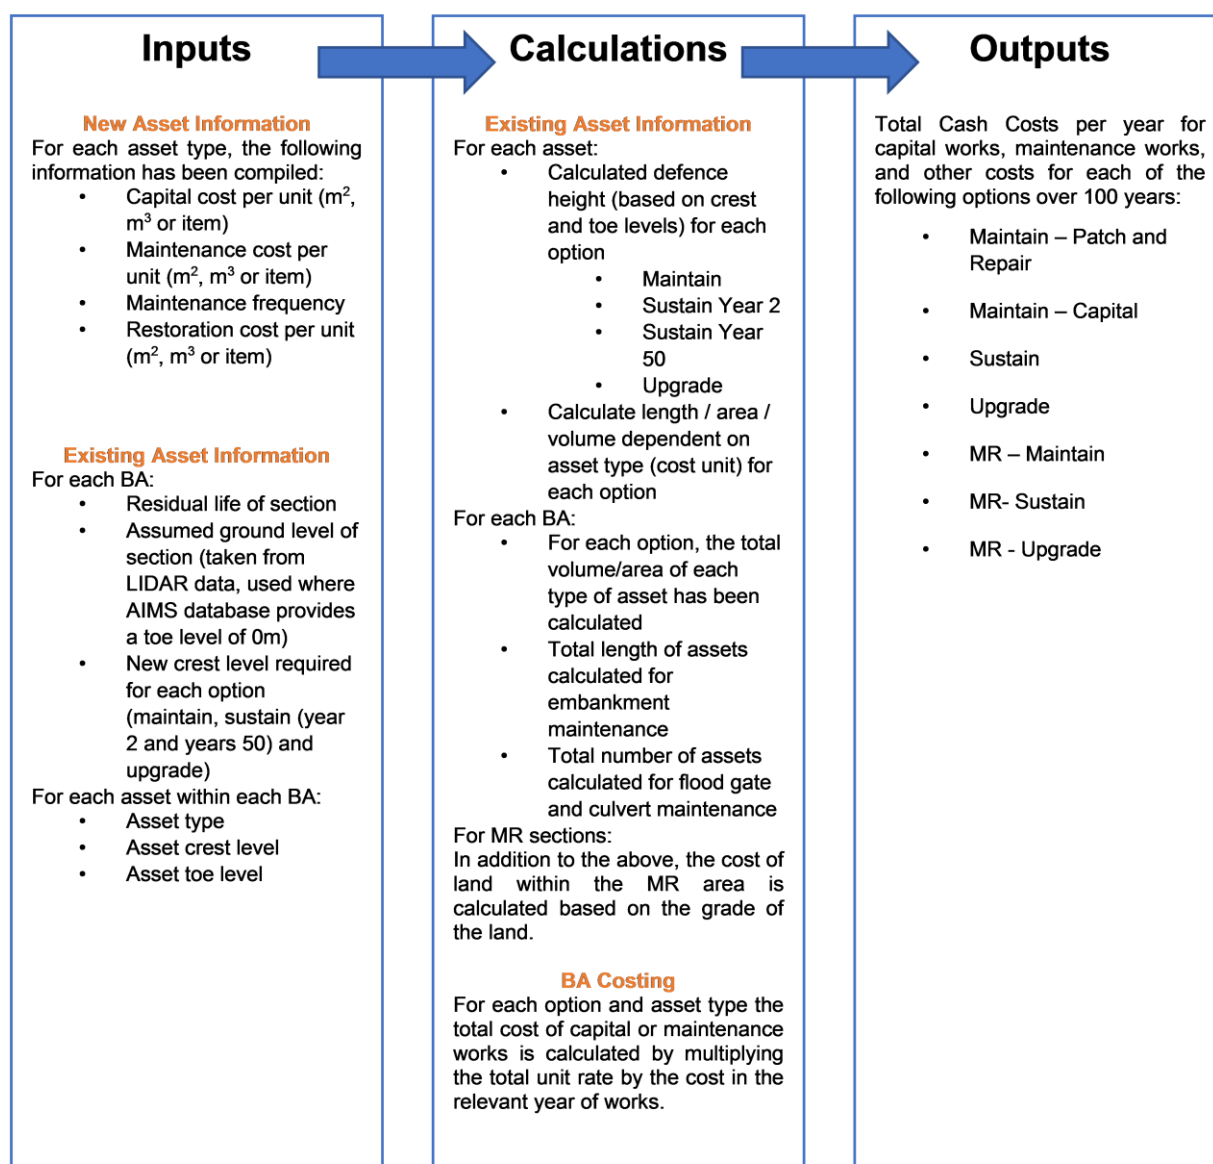 Inputs
New Asset Information
For each asset type, the following
information has been compiled:
• Capital cost per unit (m²,
m³ or item)
• Maintenance cost per
unit (m², m³ or item)
• Maintenance frequency
• Restoration cost per unit
(m², m³ or item)
Existing Asset Information
For each BA:
• Residual life of section
• Assumed ground level of
section (taken from
LIDAR data, used where
AIMS database provides
a toe level of 0m)
• New crest level required
for each option
(maintain, sustain (year
2 and years 50) and
upgrade)
For each asset within each BA:
• Asset type
• Asset crest level
• Asset toe level
Calculations
Existing Asset Information
For each asset:
• Calculated defence
height (based on crest
and toe levels) for each
option
• Maintain
• Sustain Year 2
• Sustain Year
50
• Upgrade
• Calculate length / area /
volume dependent on
asset type (cost unit) for
each option
For each BA:
• For each option, the total
volume/area of each
type of asset has been
calculated
• Total length of assets
calculated for
embankment
maintenance
• Total number of assets
calculated for flood gate
and culvert maintenance
For MR sections:
In addition to the above, the cost of
land within the MR area is
calculated based on the grade of
the land.
BA Costing
For each option and asset type the
total cost of capital or maintenance
works is calculated by multiplying
the total unit rate by the cost in the
relevant year of works.
Outputs
Total Cash Costs per year for
capital works, maintenance works,
and other costs for each of the
following options over 100 years:
• Maintain – Patch and
Repair
• Maintain – Capital
• Sustain
• Upgrade
• MR – Maintain
• MR- Sustain
• MR - Upgrade